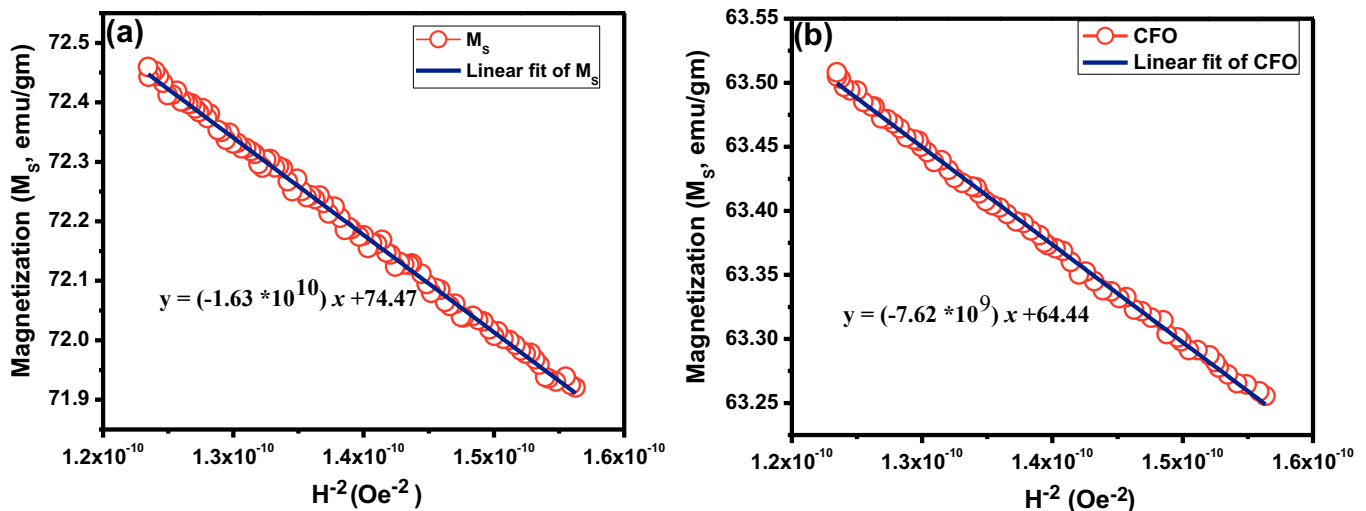 (a)
M_S
Linear fit of M_S
y = (-1.63 *10^10) x +74.47
72.5
72.4
72.3
72.2
72.1
72.0
71.9
Magnetization (M_S, emu/gm)
1.2x10^-10
1.3x10^-10
1.4x10^-10
1.5x10^-10
1.6x10^-10
H^-2 (Oe^-2)
(b)
CFO
Linear fit of CFO
y = (-7.62 *10^9) x +64.44
63.55
63.50
63.45
63.40
63.35
63.30
63.25
Magnetization (M_S, emu/gm)
1.2x10^-10
1.3x10^-10
1.4x10^-10
1.5x10^-10
1.6x10^-10
H^-2 (Oe^-2)